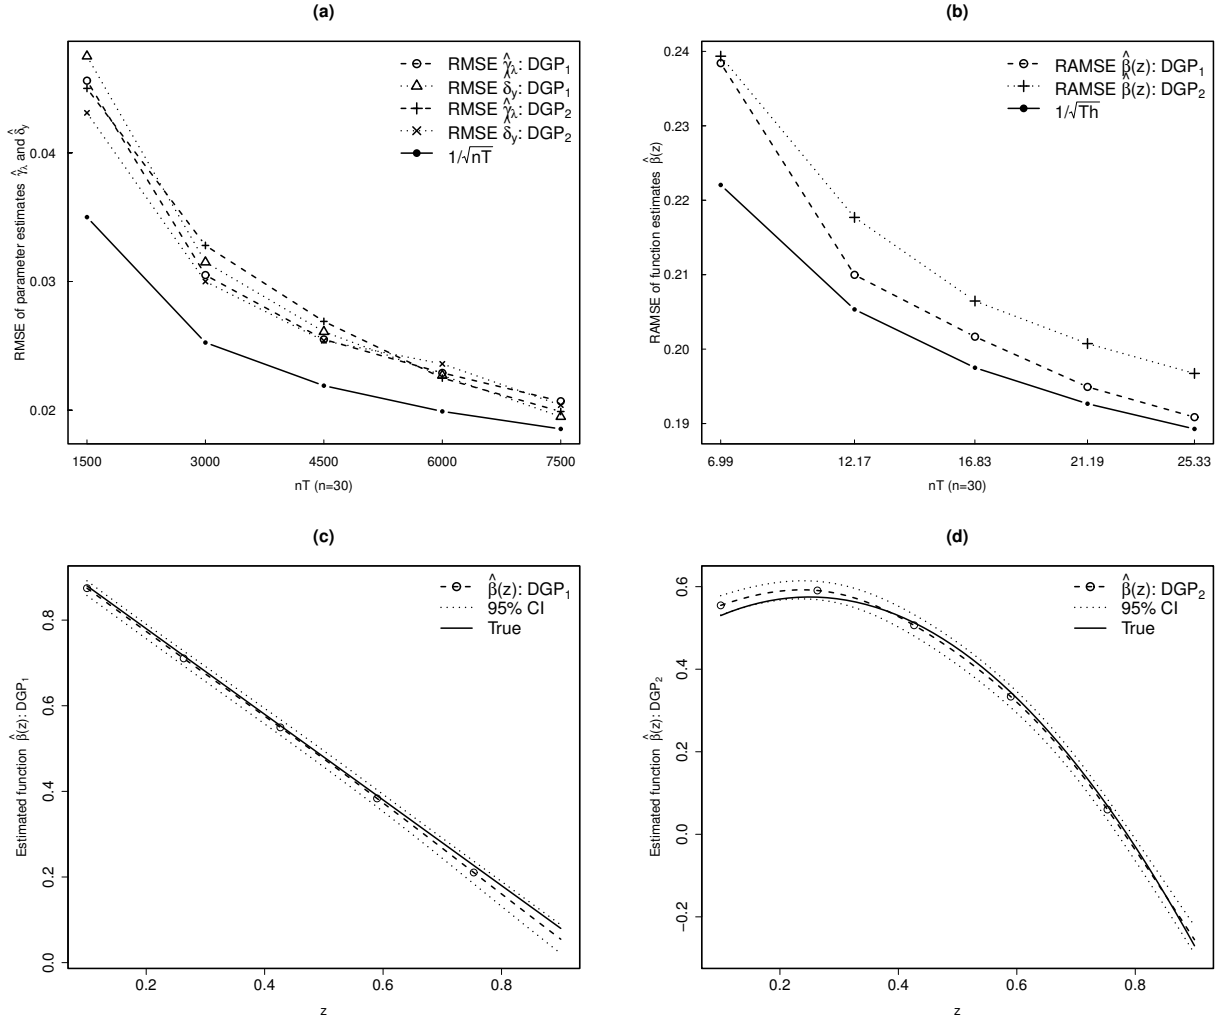 (a)
RMSE γ̂λ: DGP1
RMSE δ̂y: DGP1
RMSE γ̂λ: DGP2
RMSE δ̂y: DGP2
1/√nT
RMSE of parameter estimates γ̂λ and δ̂y
0.04
0.03
0.02
1500 3000 4500 6000 7500
nT (n=30)
(b)
RAMSE β̂(z): DGP1
RAMSE β̂(z): DGP2
1/√Th
RAMSE of function estimates β̂(z)
0.24
0.23
0.22
0.21
0.20
0.19
6.99 12.17 16.83 21.19 25.33
nT (n=30)
(c)
β̂(z): DGP1
95% CI
True
Estimated function β̂(z): DGP1
0.8
0.6
0.4
0.2
0.0
0.2 0.4 0.6 0.8
z
(d)
β̂(z): DGP2
95% CI
True
Estimated function β̂(z): DGP2
0.6
0.4
0.2
0.0
−0.2
0.2 0.4 0.6 0.8
z